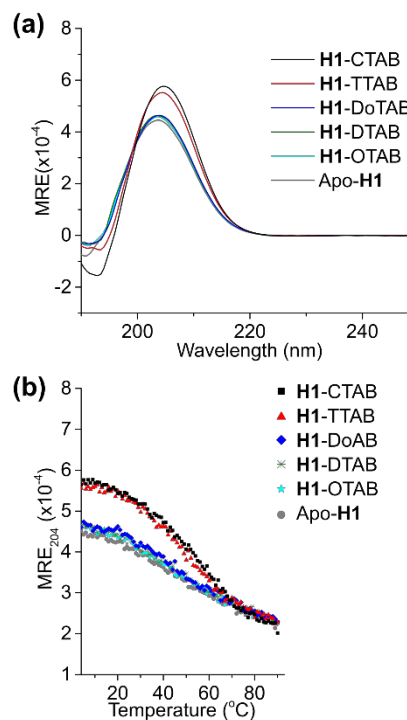 (a)
8
6
4
2
0
-2
MRE(x10⁻⁴)
H1-CTAB
H1-TTAB
H1-DoTAB
H1-DTAB
H1-OTAB
Apo-H1
200 220 240
Wavelength (nm)
(b)
8
7
6
5
4
3
2
1
MRE₂₀₄ (x10⁻⁴)
H1-CTAB
H1-TTAB
H1-DoAB
H1-DTAB
H1-OTAB
Apo-H1
20 40 60 80
Temperature (°C)